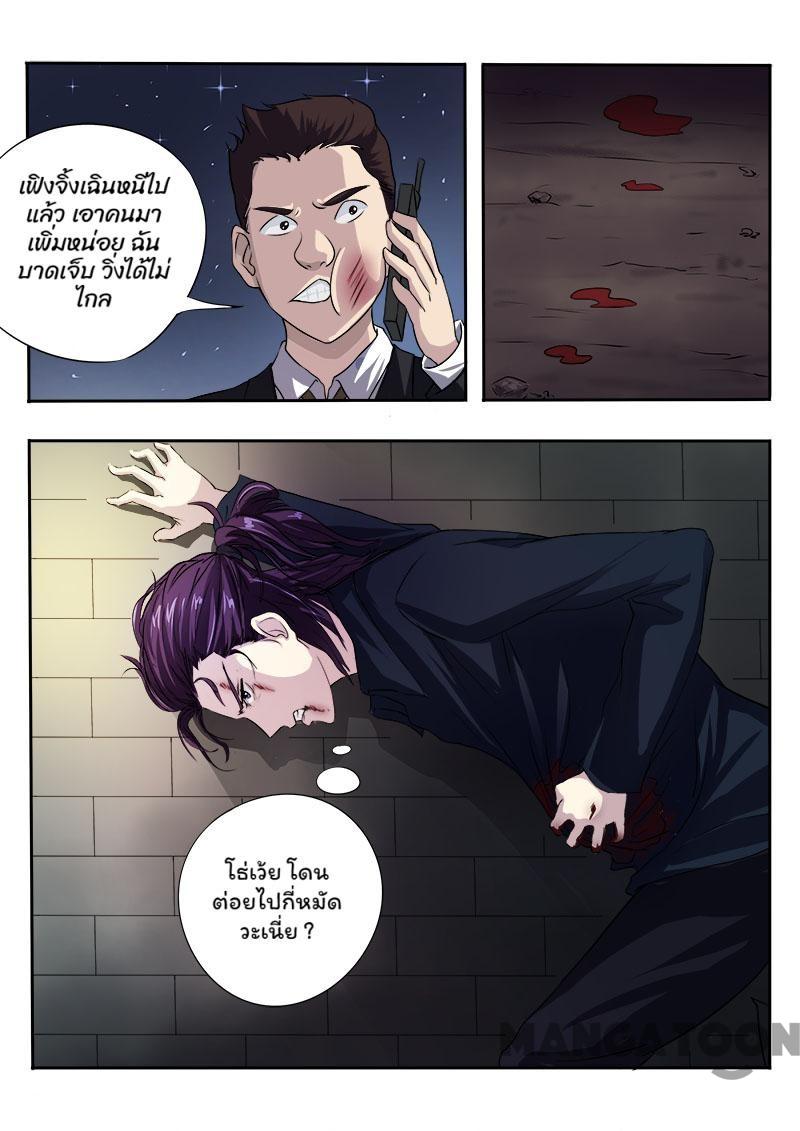 เฟิงจิ้งเฉินหนีไป
แล้ว เอาคนมา
เพิ่มหน่อย ฉัน
บาดเจ็บ วิ่งได้ไม่
ไกล
โธ่เว้ย โดน
ต่อยไปกี่หมัด
วะเนี่ย ?
MANGATOON